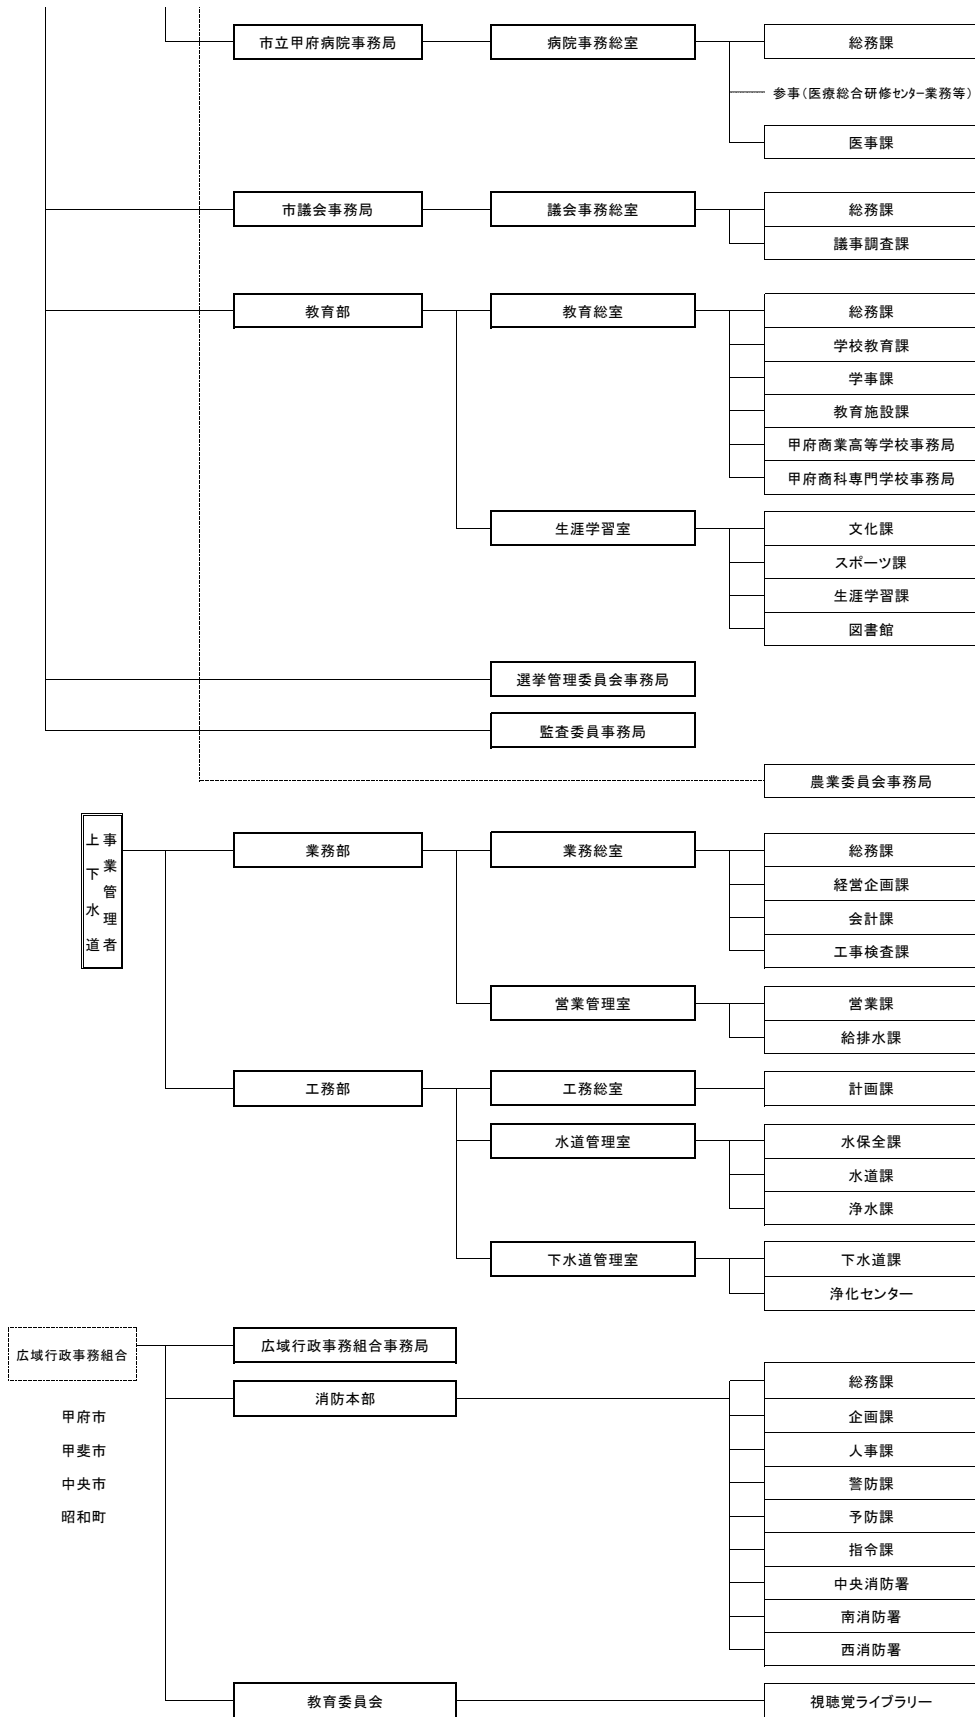 市立甲府病院事務局 病院事務総室 総務課
参事（医療総合研修センター業務等）
医事課
市議会事務局 議会事務総室 総務課
議事調査課
教育部 教育総室 総務課
学校教育課
学事課
教育施設課
甲府商業高等学校事務局
甲府商科専門学校事務局
生涯学習室 文化課
スポーツ課
生涯学習課
図書館
選挙管理委員会事務局
監査委員事務局
農業委員会事務局
上下水道
事業管理者
業務部 業務総室 総務課
経営企画課
会計課
工事検査課
営業管理室 営業課
給排水課
工務部 工務総室 計画課
水道管理室 水保全課
水道課
浄水課
下水道管理室 下水道課
浄化センター
広域行政事務組合 広域行政事務組合事務局
消防本部 総務課
甲府市 企画課
甲斐市 人事課
中央市 警防課
昭和町 予防課
指令課
中央消防署
南消防署
西消防署
教育委員会 視聴覚ライブラリー